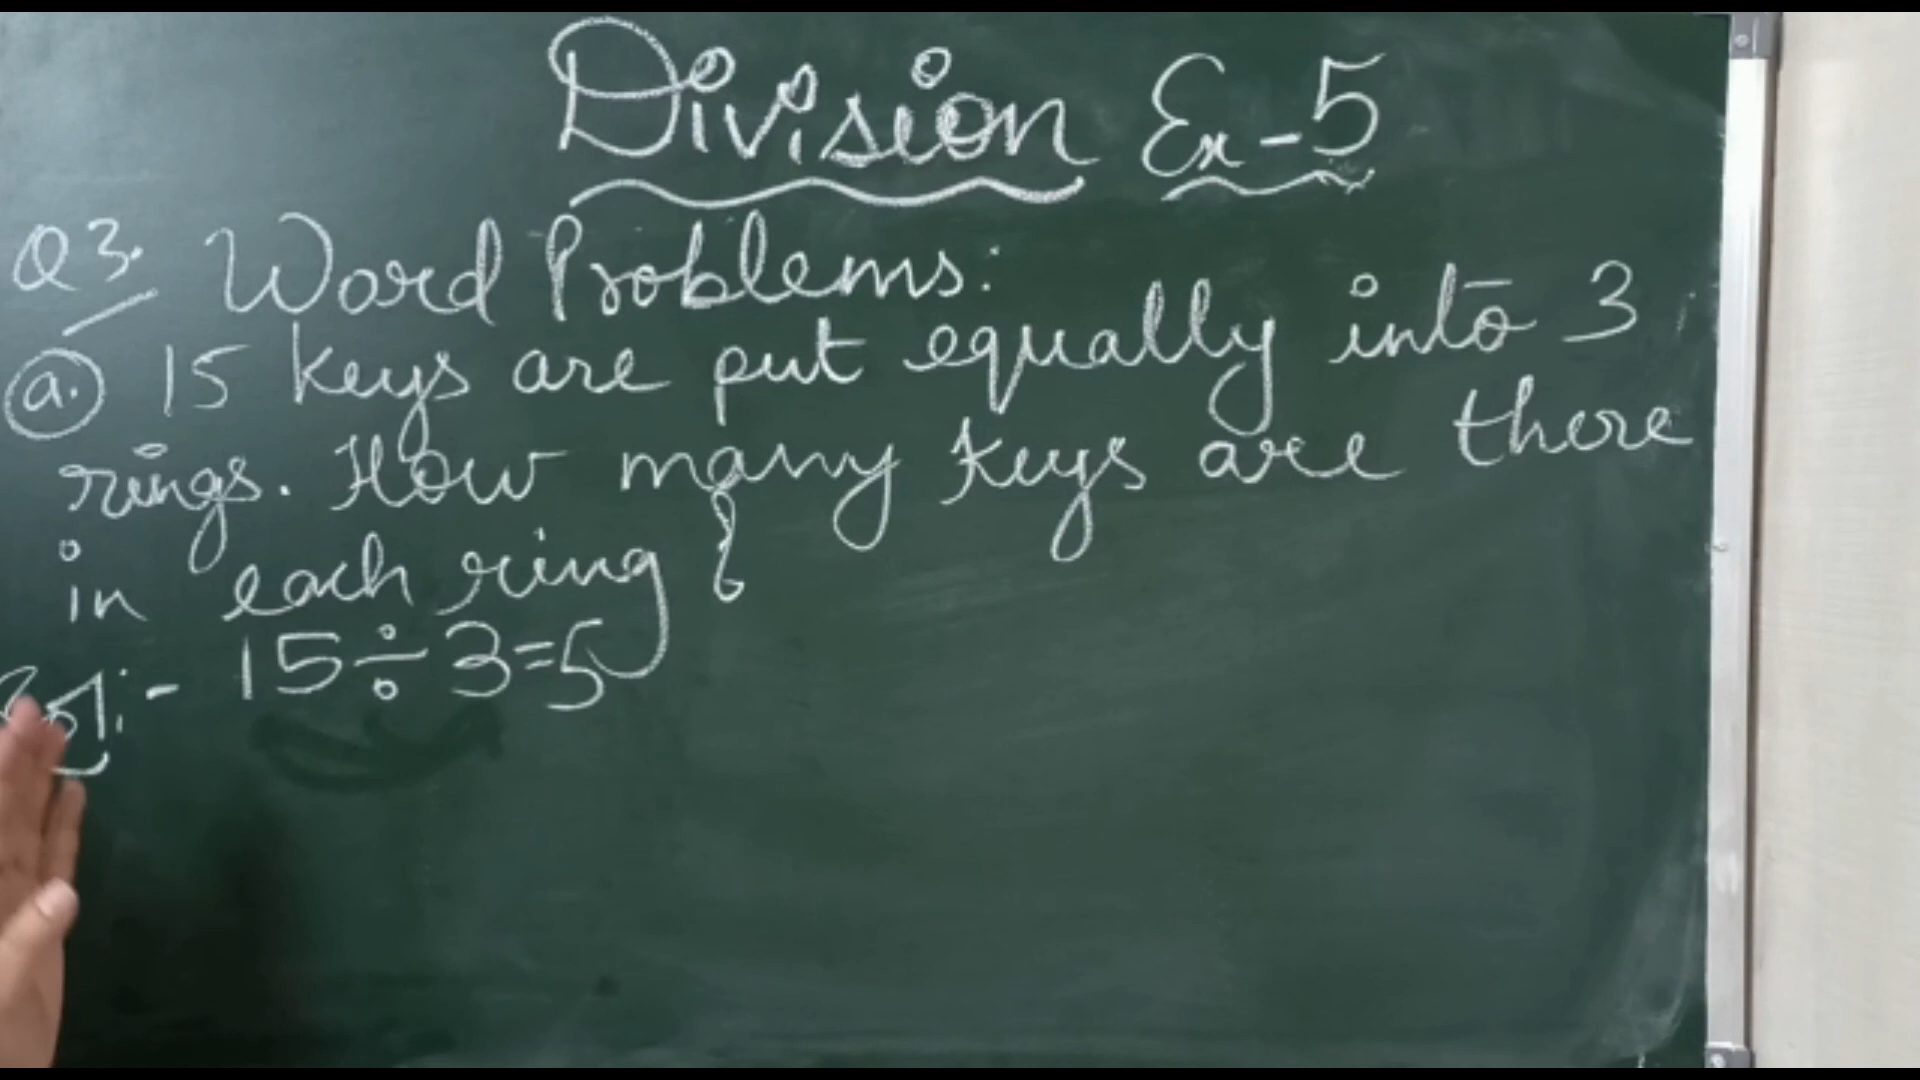 Division Ex-5
Q3. Word Problems:
a. 15 keys are put equally into 3
rings. How many keys are there
in each ring?
Sol:- 15÷3=5